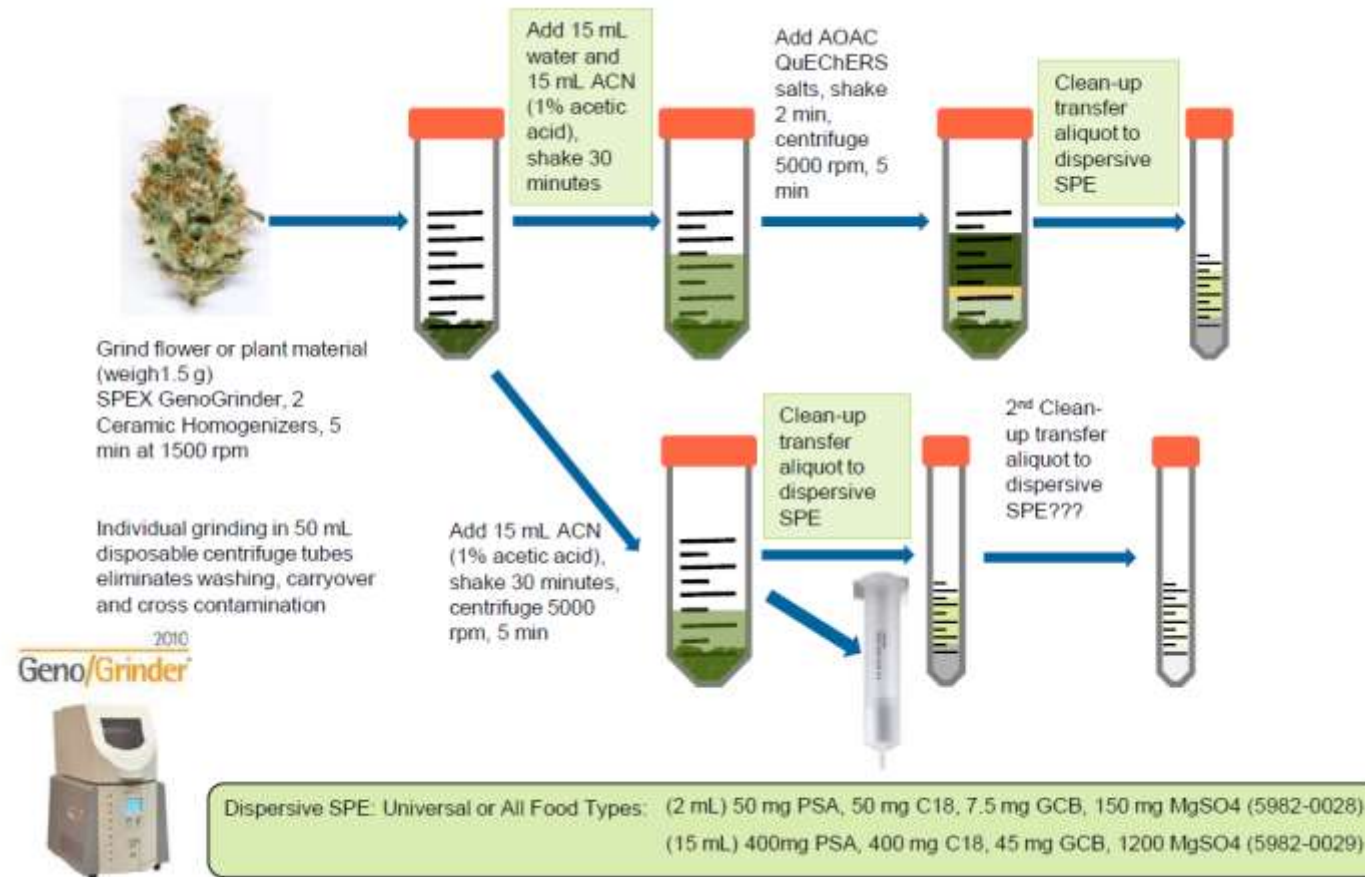 Add 15 mL
water and
15 mL ACN
(1% acetic
acid),
shake 30
minutes
Add AOAC
QuEChERS
salts, shake
2 min,
centrifuge
5000 rpm, 5
min
Clean-up
transfer
aliquot to
dispersive
SPE
Grind flower or plant material
(weigh1.5 g)
SPEX GenoGrinder, 2
Ceramic Homogenizers, 5
min at 1500 rpm
Individual grinding in 50 mL
disposable centrifuge tubes
eliminates washing, carryover
and cross contamination
Add 15 mL ACN
(1% acetic acid),
shake 30 minutes,
centrifuge 5000
rpm, 5 min
Clean-up
transfer
aliquot to
dispersive
SPE
2nd Clean-
up transfer
aliquot to
dispersive
SPE???
2010
Geno/Grinder
Dispersive SPE: Universal or All Food Types: (2 mL) 50 mg PSA, 50 mg C18, 7.5 mg GCB, 150 mg MgSO4 (5982-0028)
(15 mL) 400mg PSA, 400 mg C18, 45 mg GCB, 1200 MgSO4 (5982-0029)